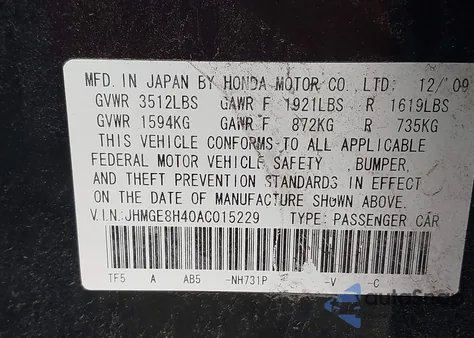 MFD. IN JAPAN BY HONDA MOTOR CO., LTD. 12/'09
GVWR 3512LBS GAWR F 1921LBS R 1619LBS
GVWR 1594KG GAWR F 872KG R 735KG
THIS VEHICLE CONFORMS TO ALL APPLICABLE
FEDERAL MOTOR VEHICLE SAFETY , BUMPER,
AND THEFT PREVENTION STANDARDS IN EFFECT
ON THE DATE OF MANUFACTURE SHOWN ABOVE.
V.I.N.: JHMGE8H40AC015229 TYPE: PASSENGER CAR
TF5 A AB5 -NH731P -V -C
autoSnap